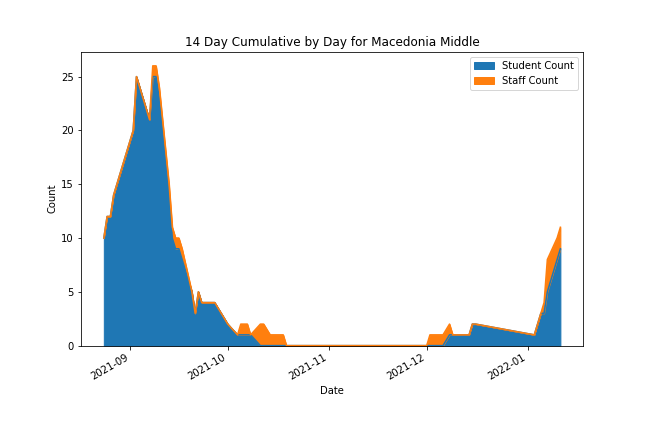 14 Day Cumulative by Day for Macedonia Middle
Student Count
Staff Count
Count
25
20
15
10
5
0
2021-09
2021-10
2021-11
2021-12
2022-01
Date